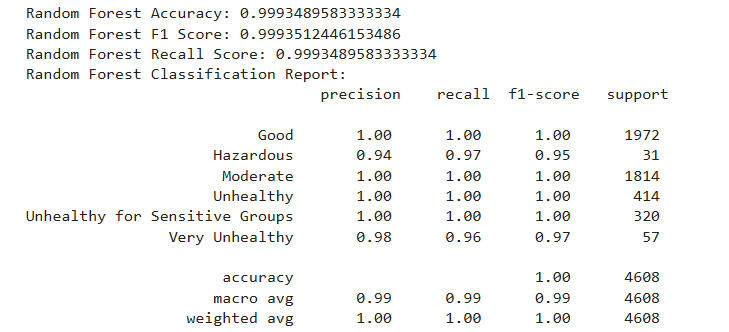 Random Forest Accuracy: 0.9993489583333334
Random Forest F1 Score: 0.9993512446153486
Random Forest Recall Score: 0.9993489583333334
Random Forest Classification Report:
precision recall f1-score support
Good 1.00 1.00 1.00 1972
Hazardous 0.94 0.97 0.95 31
Moderate 1.00 1.00 1.00 1814
Unhealthy 1.00 1.00 1.00 414
Unhealthy for Sensitive Groups 1.00 1.00 1.00 320
Very Unhealthy 0.98 0.96 0.97 57
accuracy 1.00 4608
macro avg 0.99 0.99 0.99 4608
weighted avg 1.00 1.00 1.00 4608